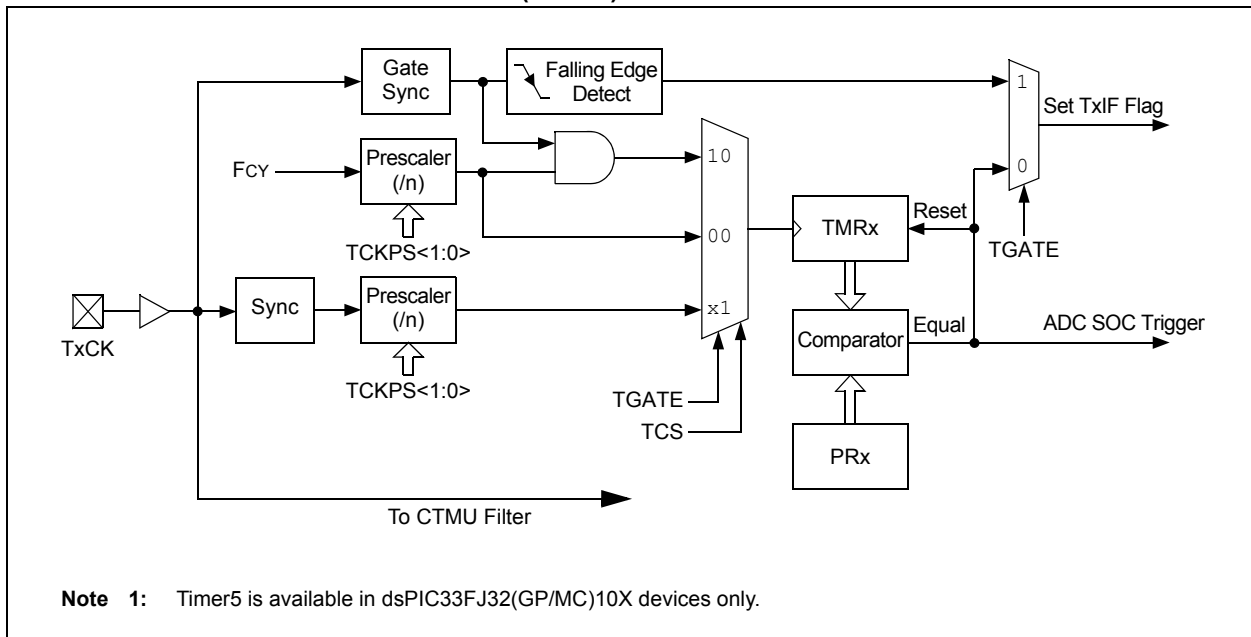 Gate
Sync
Falling Edge
Detect
1
Set TxIF Flag
0
TGATE
FCY
Prescaler
(/n)
TCKPS<1:0>
10
00
x1
TMRx
Reset
TxCK
Sync
Prescaler
(/n)
TCKPS<1:0>
Comparator
Equal
ADC SOC Trigger
TGATE
TCS
PRx
To CTMU Filter
Note 1: Timer5 is available in dsPIC33FJ32(GP/MC)10X devices only.